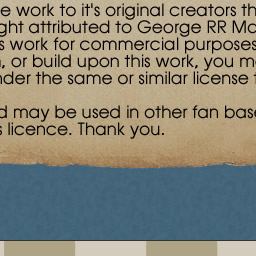 e work to it's original creators th
ght attributed to George RR Ma
s work for commercial purposes
, or build upon this work, you m
nder the same or similar license
d may be used in other fan base
s licence. Thank you.